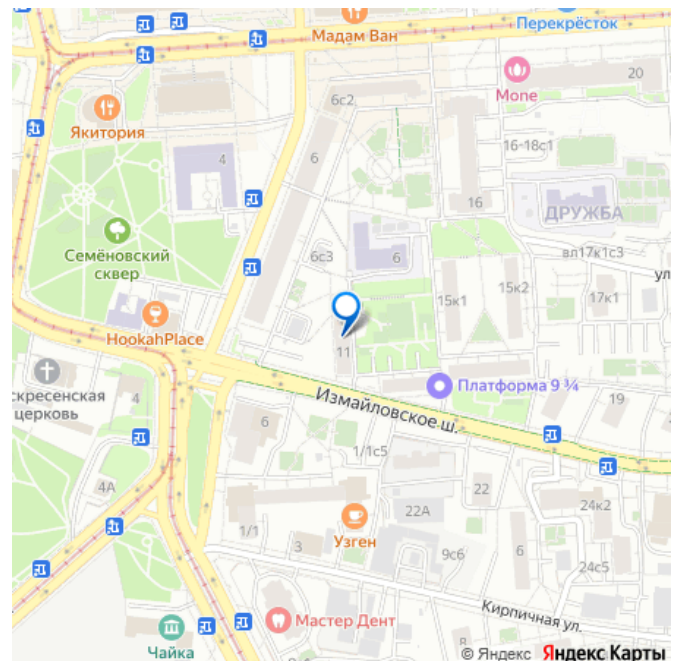 Мадам Ван
Перекрёсток
Mone
20
6с2
Якитория
4
6
16-18с1
16
ДРУЖБА
Семёновский
сквер
6с3
6
вл17к1с3
ул
15к1
15к2
17к1
HookahPlace
11
скресенская
церковь
4
Измайловское ш.
Платформа 9 ¾
19
6
1/1с5
4А
22
22А
24к2
Узген
1/1
3
9с6
6
24с5
Кирпичная ул.
Мастер Дент
Чайка
© Яндекс Яндекс Карты